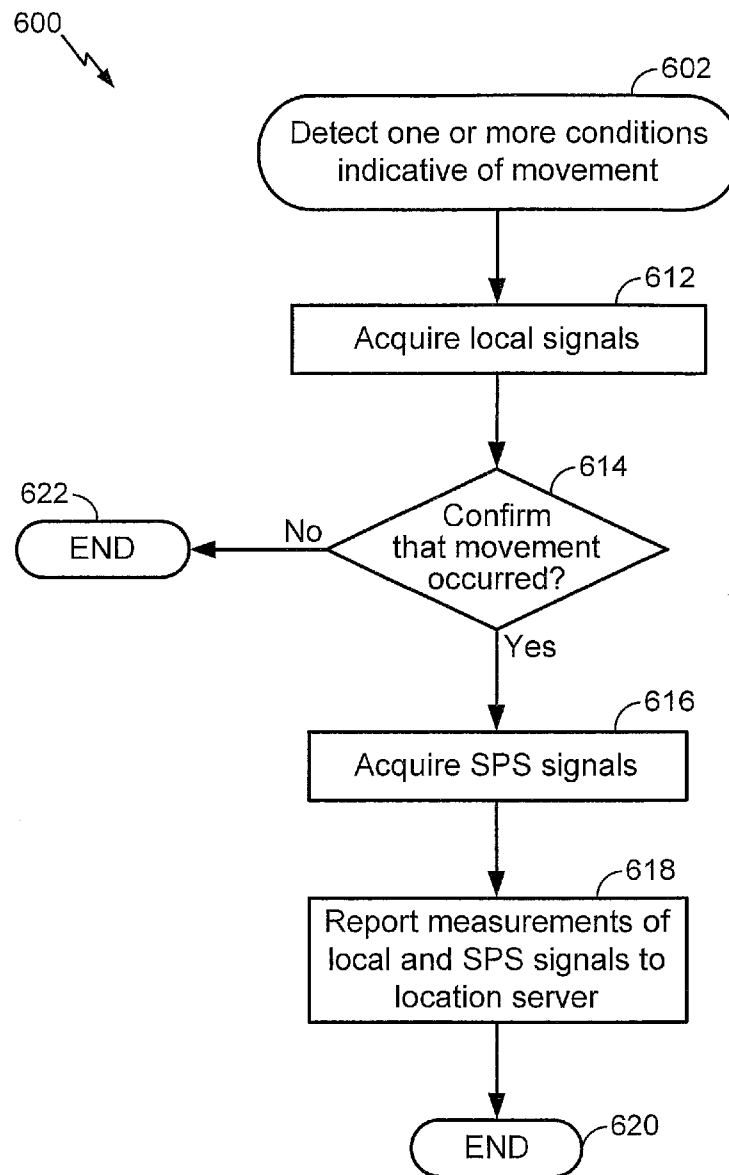 600
602
Detect one or more conditions
indicative of movement
612
Acquire local signals
614
Confirm
that movement
occurred?
622
END
No
Yes
616
Acquire SPS signals
618
Report measurements of
local and SPS signals to
location server
620
END